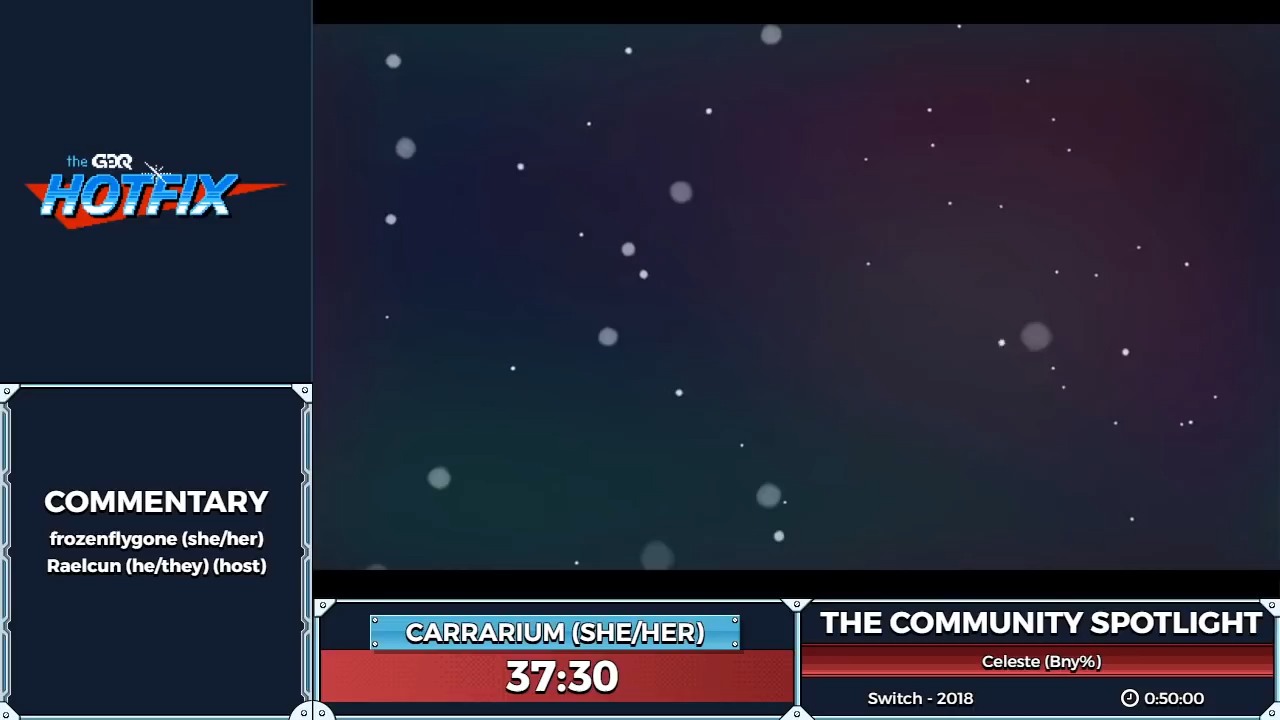 the GDQ
HOTFIX
COMMENTARY
frozenflygone (she/her)
Raelcun (he/they) (host)
CARRARIUM (SHE/HER)
37:30
THE COMMUNITY SPOTLIGHT
Celeste (Bny%)
Switch - 2018
0:50:00